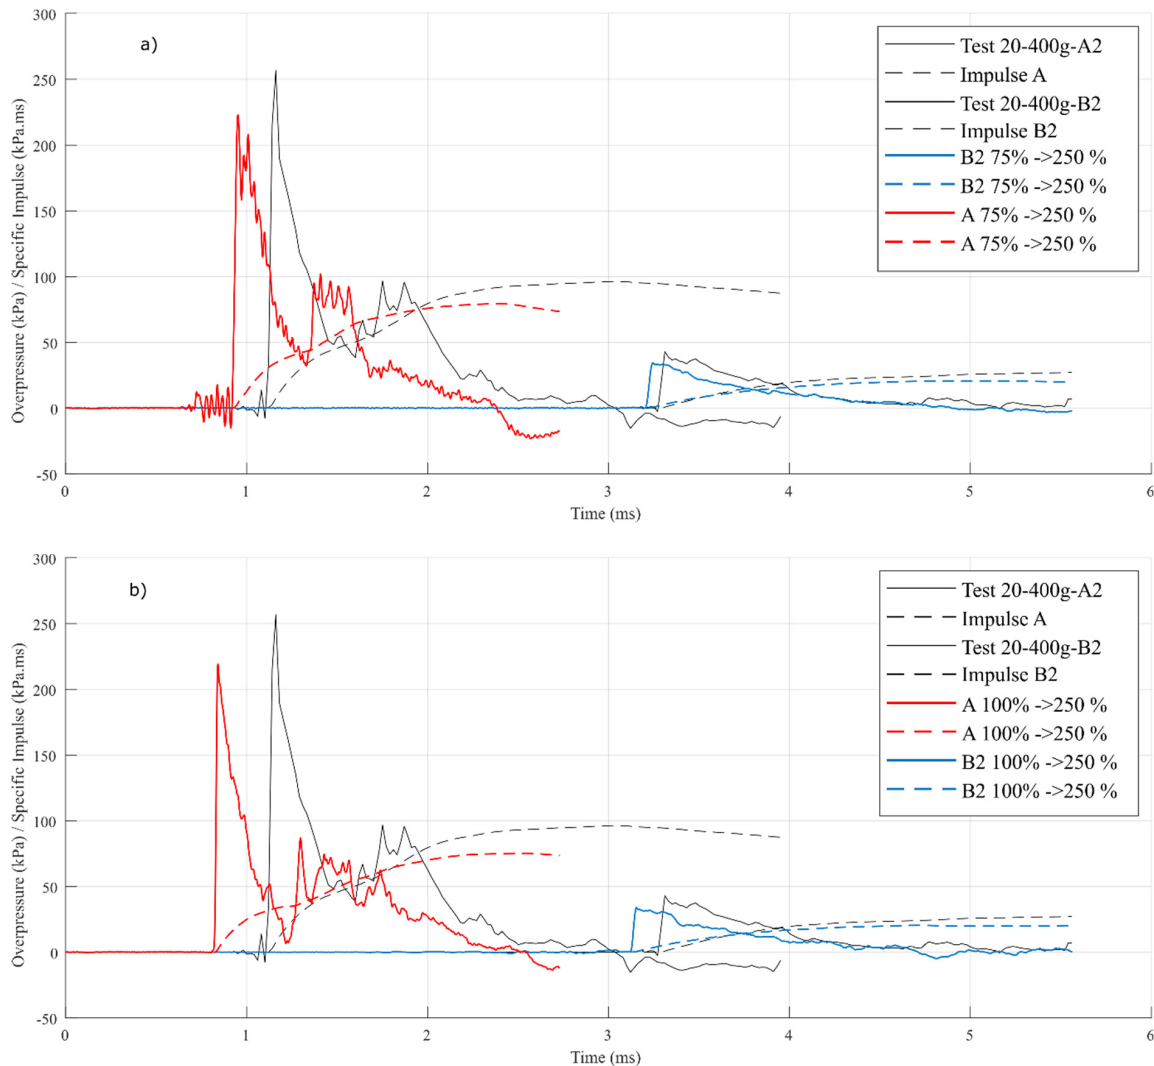 a)
300
250
200
150
100
50
0
-50
Overpressure (kPa) / Specific Impulse (kPa.ms)
Test 20-400g-A2
Impulse A
Test 20-400g-B2
Impulse B2
B2 75% ->250 %
B2 75% ->250 %
A 75% ->250 %
A 75% ->250 %
0 1 2 3 4 5 6
Time (ms)
b)
300
250
200
150
100
50
0
-50
Overpressure (kPa) / Specific Impulse (kPa.ms)
Test 20-400g-A2
Impulse A
Test 20-400g-B2
Impulse B2
A 100% ->250 %
A 100% ->250 %
B2 100% ->250 %
B2 100% ->250 %
0 1 2 3 4 5 6
Time (ms)